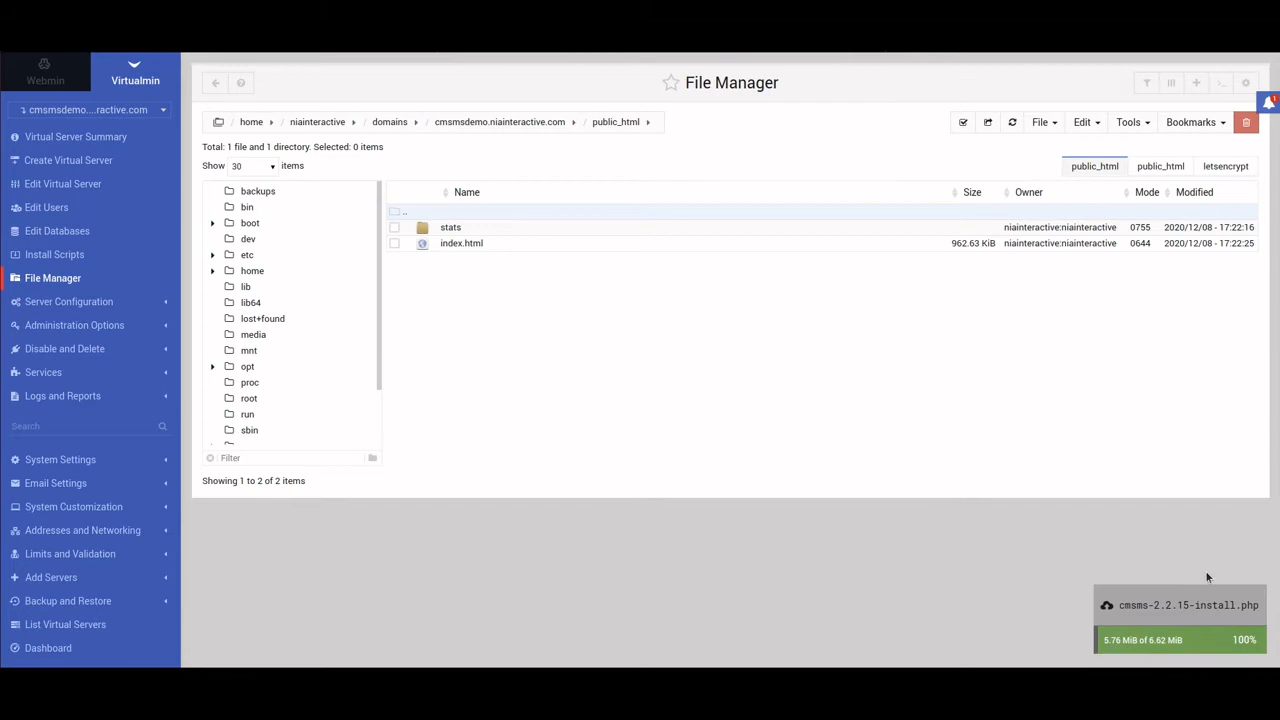 Webmin
Virtualmin
cmsmsdemo....ractive.com
Virtual Server Summary
Create Virtual Server
Edit Virtual Server
Edit Users
Edit Databases
Install Scripts
File Manager
Server Configuration
Administration Options
Disable and Delete
Services
Logs and Reports
Search
System Settings
Email Settings
System Customization
Addresses and Networking
Limits and Validation
Add Servers
Backup and Restore
List Virtual Servers
Dashboard
File Manager
1
/ home / niainteractive / domains / cmsmsdemo.niainteractive.com / public_html
File Edit Tools Bookmarks
Total: 1 file and 1 directory. Selected: 0 items
Show 30 items
public_html public_html letsencrypt
backups
bin
boot
dev
etc
home
lib
lib64
lost+found
media
mnt
opt
proc
root
run
sbin
Filter
Name Size Owner Mode Modified
..
stats niainteractive:niainteractive 0755 2020/12/08 - 17:22:16
index.html 962.63 KiB niainteractive:niainteractive 0644 2020/12/08 - 17:22:25
Showing 1 to 2 of 2 items
cmsms-2.2.15-install.php
5.76 MiB of 6.62 MiB 100%